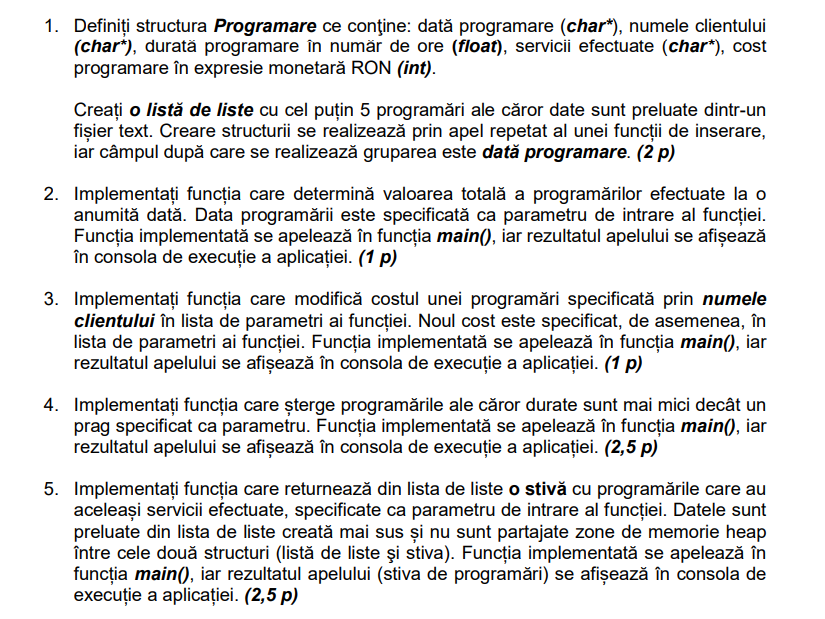 1. Definiți structura Programare ce conţine: dată programare (char*), numele clientului
(char*), durată programare în număr de ore (float), servicii efectuate (char*), cost
programare în expresie monetară RON (int).
Creați o listă de liste cu cel puțin 5 programări ale căror date sunt preluate dintr-un
fișier text. Creare structurii se realizează prin apel repetat al unei funcții de inserare,
iar câmpul după care se realizează gruparea este dată programare. (2 p)
2. Implementați funcția care determină valoarea totală a programărilor efectuate la o
anumită dată. Data programării este specificată ca parametru de intrare al funcției.
Funcția implementată se apelează în funcția main(), iar rezultatul apelului se afișează
în consola de execuție a aplicației. (1 p)
3. Implementați funcția care modifică costul unei programări specificată prin numele
clientului în lista de parametri ai funcției. Noul cost este specificat, de asemenea, în
lista de parametri ai funcției. Funcția implementată se apelează în funcția main(), iar
rezultatul apelului se afișează în consola de execuție a aplicației. (1 p)
4. Implementați funcția care șterge programările ale căror durate sunt mai mici decât un
prag specificat ca parametru. Funcția implementată se apelează în funcția main(), iar
rezultatul apelului se afișează în consola de execuție a aplicației. (2,5 p)
5. Implementați funcția care returnează din lista de liste o stivă cu programările care au
aceleași servicii efectuate, specificate ca parametru de intrare al funcției. Datele sunt
preluate din lista de liste creată mai sus și nu sunt partajate zone de memorie heap
între cele două structuri (listă de liste şi stiva). Funcția implementată se apelează în
funcția main(), iar rezultatul apelului (stiva de programări) se afișează în consola de
execuție a aplicației. (2,5 p)